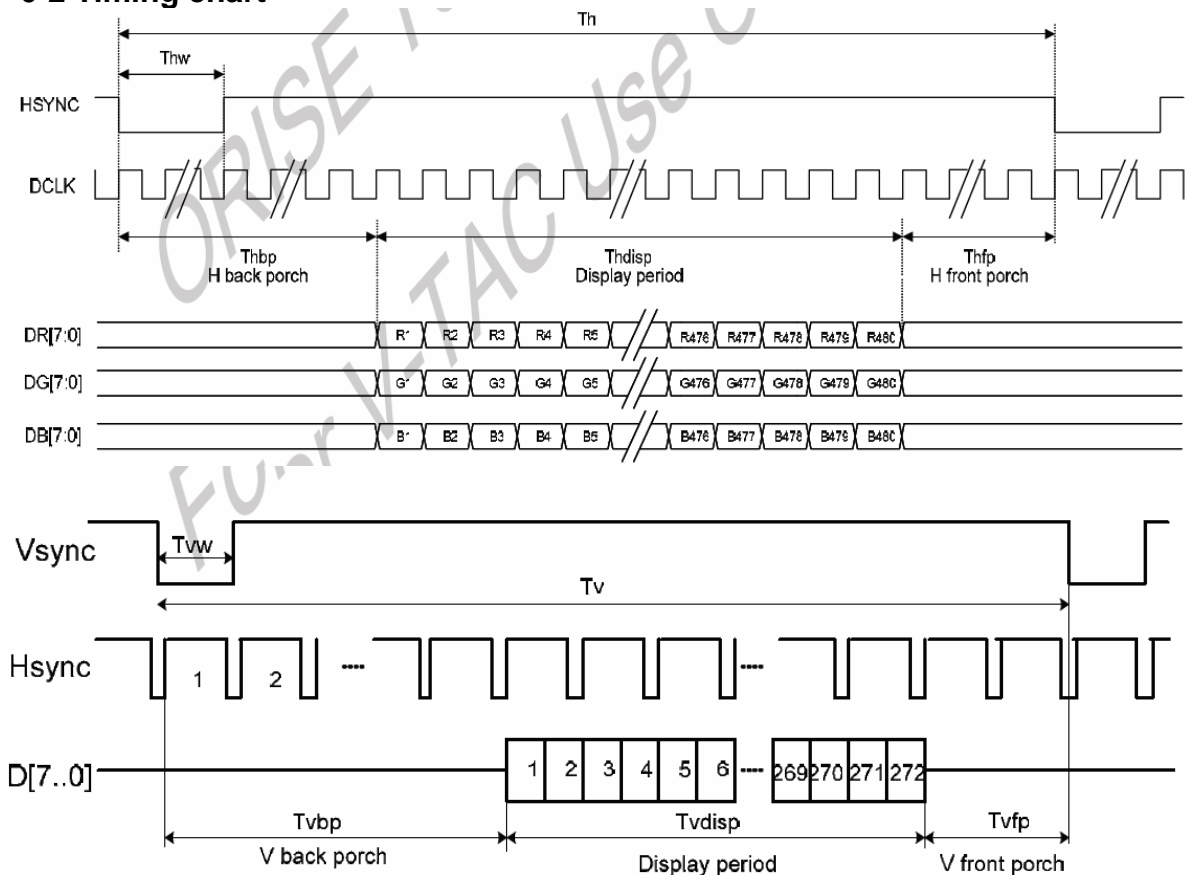 Timing chart
Th
Thw
HSYNC
DCLK
Thbp
H back porch
Thdisp
Display period
Thfp
H front porch
DR[7:0] R1 R2 R3 R4 R5 R476 R477 R478 R479 R480
DG[7:0] G1 G2 G3 G4 G5 G476 G477 G478 G479 G480
DB[7:0] B1 B2 B3 B4 B5 B476 B477 B478 B479 B480
ORISE
For V-TAC Use
Vsync
Tvw
Tv
Hsync
1 2 ---- ----
D[7..0]
1 2 3 4 5 6 ---- 269 270 271 272
Tvbp
V back porch
Tvdisp
Display period
Tvfp
V front porch